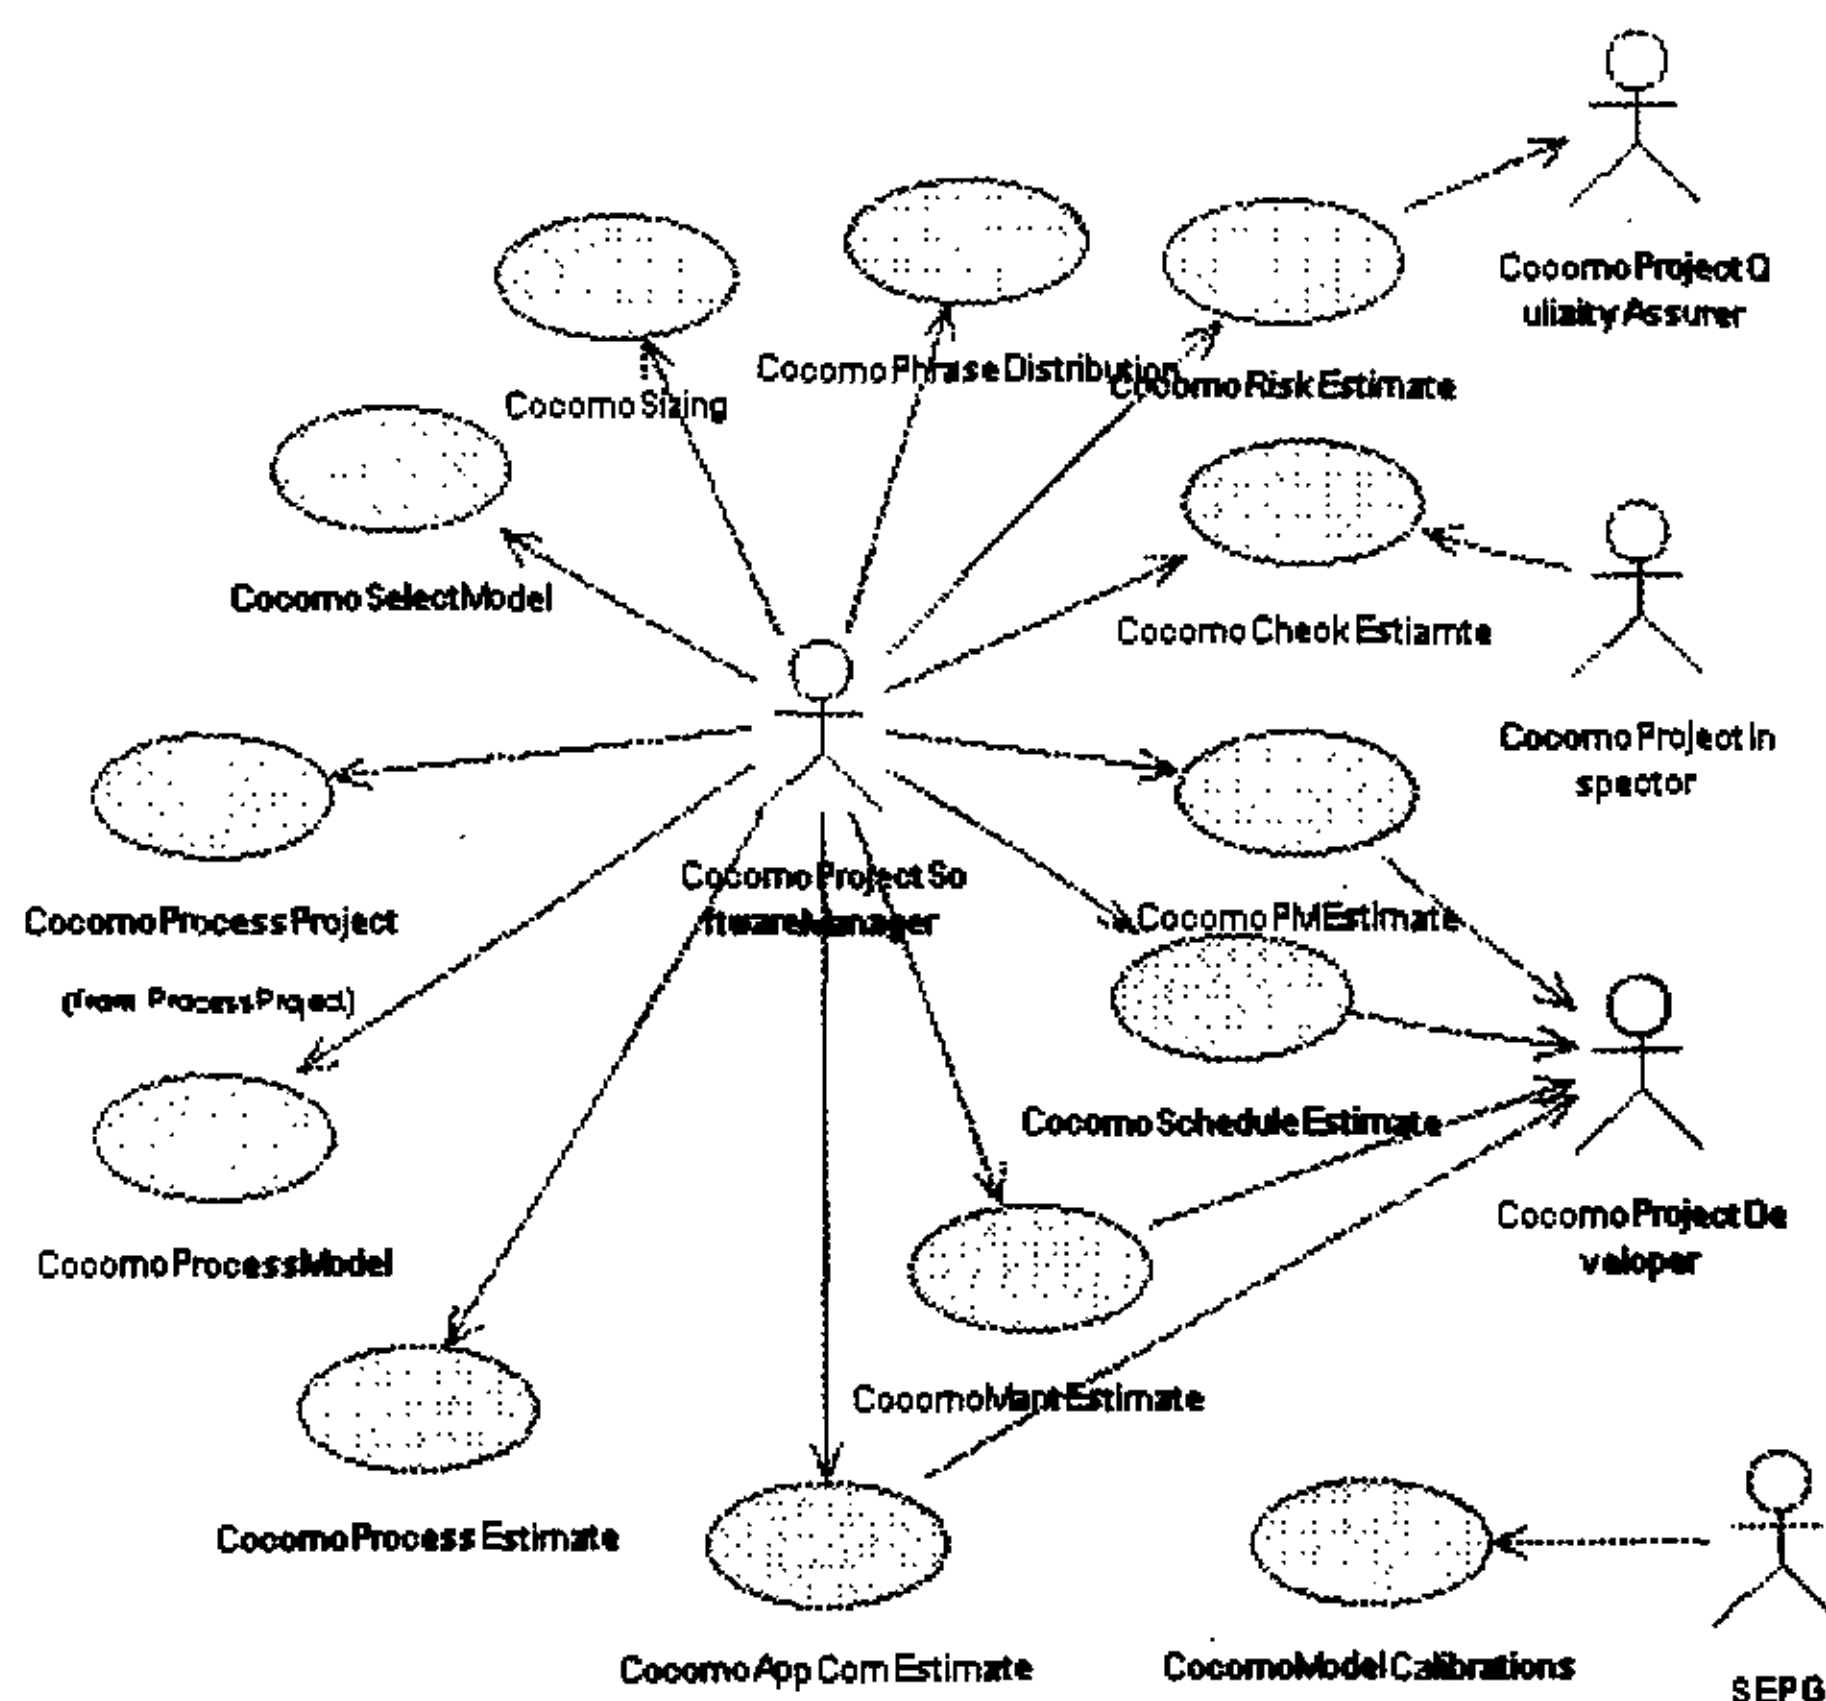 CocomoProjectQ
uliaityAssurer
CocomoPhraseDistribution
CocomoRiskEstimate
CocomoSizing
CocomoSelectModel
CocomoCheokEstiamte
CocomoProjectIn
spector
CocomoProjectSo
ftwareManager
CocomoProcessProject
(from ProcessProject)
CocomoPMEstimate
CocomoScheduleEstimate
CocomoProjectDe
veloper
CocomoProcessModel
CocomoMaptEstimate
CocomoProcessEstimate
CocomoAppComEstimate
CocomoModelCalibrations
SEPG